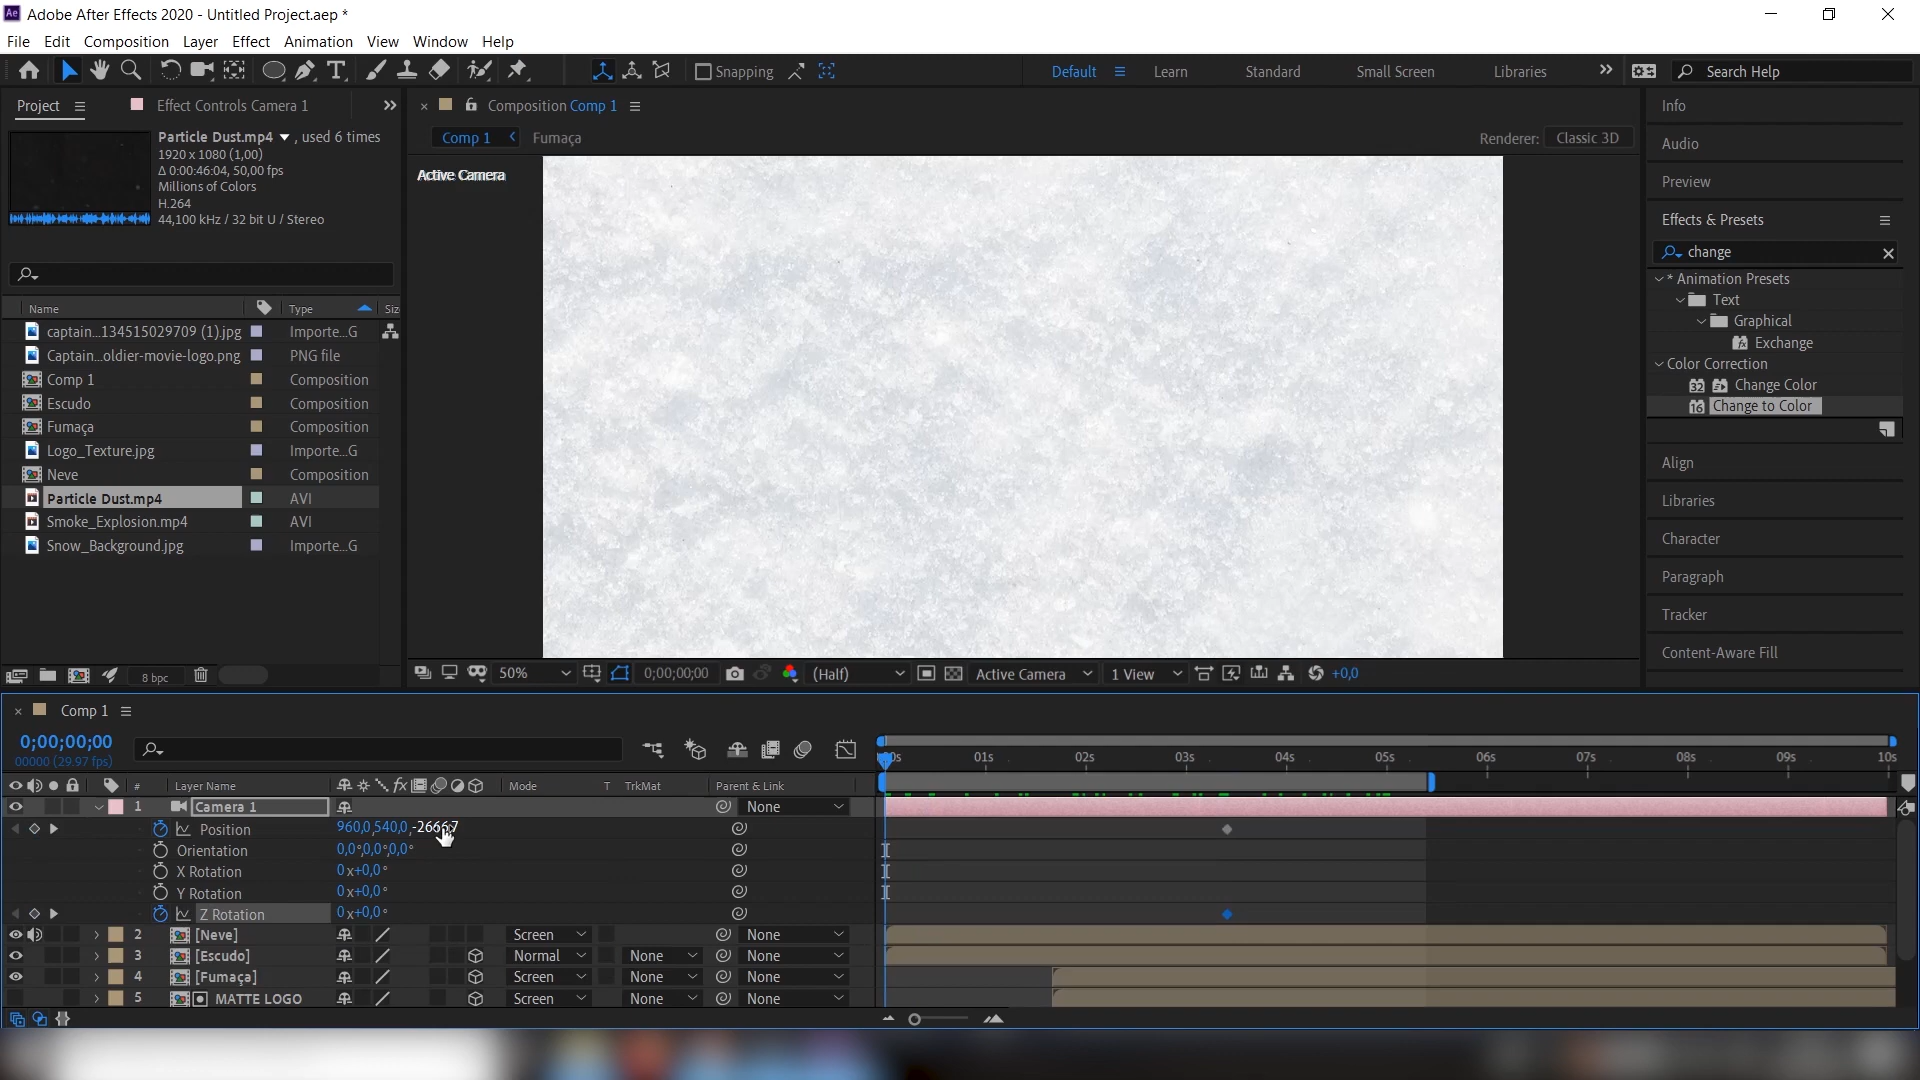 Adobe After Effects 2020 - Untitled Project.aep *
File Edit Composition Layer Effect Animation View Window Help
Snapping
Default Learn Standard Small Screen Libraries Search Help
Project Effect Controls Camera 1
Composition Comp 1
Particle Dust.mp4 , used 6 times
1920 x 1080 (1,00)
Δ 0:00:46:04, 50,00 fps
Millions of Colors
H.264
44,100 kHz / 32 bit U / Stereo
Comp 1 Fumaça
Renderer: Classic 3D
Active Camera
Name Type Siz
captain...134515029709 (1).jpg Importe...G
Captain...oldier-movie-logo.png PNG file
Comp 1 Composition
Escudo Composition
Fumaça Composition
Logo_Texture.jpg Importe...G
Neve Composition
Particle Dust.mp4 AVI
Smoke_Explosion.mp4 AVI
Snow_Background.jpg Importe...G
8 bpc
50% 0;00;00;00 (Half) Active Camera 1 View +0,0
Info
Audio
Preview
Effects & Presets
change
* Animation Presets
Text
Graphical
Exchange
Color Correction
32 Change Color
16 Change to Color
Align
Libraries
Character
Paragraph
Tracker
Content-Aware Fill
Comp 1
0;00;00;00
00000 (29.97 fps)
01s 02s 03s 04s 05s 06s 07s 08s 09s 10s
# Layer Name Mode T TrkMat Parent & Link
1 Camera 1 None
Position 960,0,540,0,
Orientation 0,0°,0,0°,0,0°
X Rotation 0x+0,0°
Y Rotation 0x+0,0°
Z Rotation 0x+0,0°
2 [Neve] Screen None
3 [Escudo] Normal None None
4 [Fumaça] Screen None None
5 MATTE LOGO Screen None None